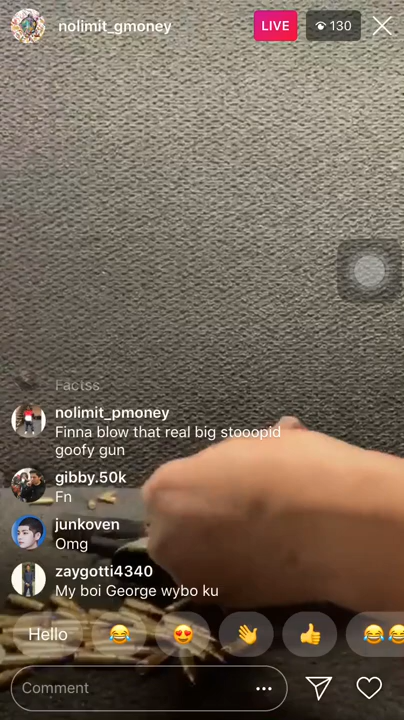 nolimit_gmoney
LIVE
130
Factss
nolimit_pmoney
Finna blow that real big stooopid
goofy gun
gibby.50k
Fn
junkoven
Omg
zaygotti4340
My boi George wybo ku
Hello
Comment